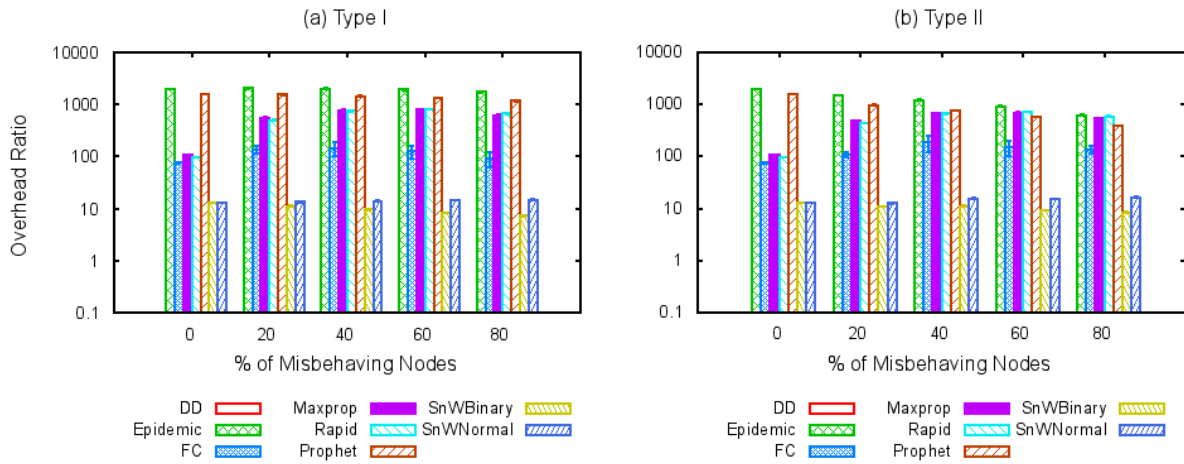 (a) Type I
(b) Type II
Overhead Ratio
10000
1000
100
10
1
0.1
0
20
40
60
80
% of Misbehaving Nodes
10000
1000
100
10
1
0.1
0
20
40
60
80
% of Misbehaving Nodes
DD
Epidemic
FC
Maxprop
Rapid
Prophet
SnWBinary
SnWNormal
DD
Epidemic
FC
Maxprop
Rapid
Prophet
SnWBinary
SnWNormal